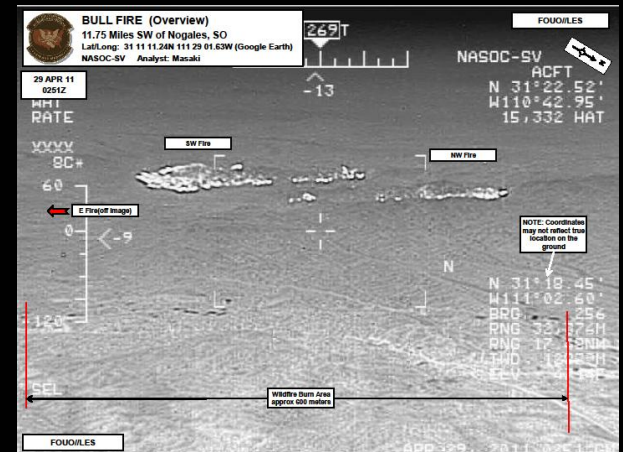 BULL FIRE (Overview)
11.75 Miles SW of Nogales, SO
Lat/Long: 31 11 11.24N 111 29 01.63W (Google Earth)
NASOC-SV Analyst: Masaki
FOUO//LES
269T
-13
NASOC-SV
ACFT
N 31°22.52'
W110°42.95'
15,332 HAT
N
29 APR 11
0251Z
RATE
XXXX
8C*
60
0
-9
-120
SW Fire
NW Fire
E Fire(off image)
NOTE: Coordinates
may not reflect true
location on the
ground
N
N 31°18.45'
W111°02.60'
BRG 256
RNG
RNG
SEL
Wildfire Burn Area
approx 600 meters
FOUO//LES